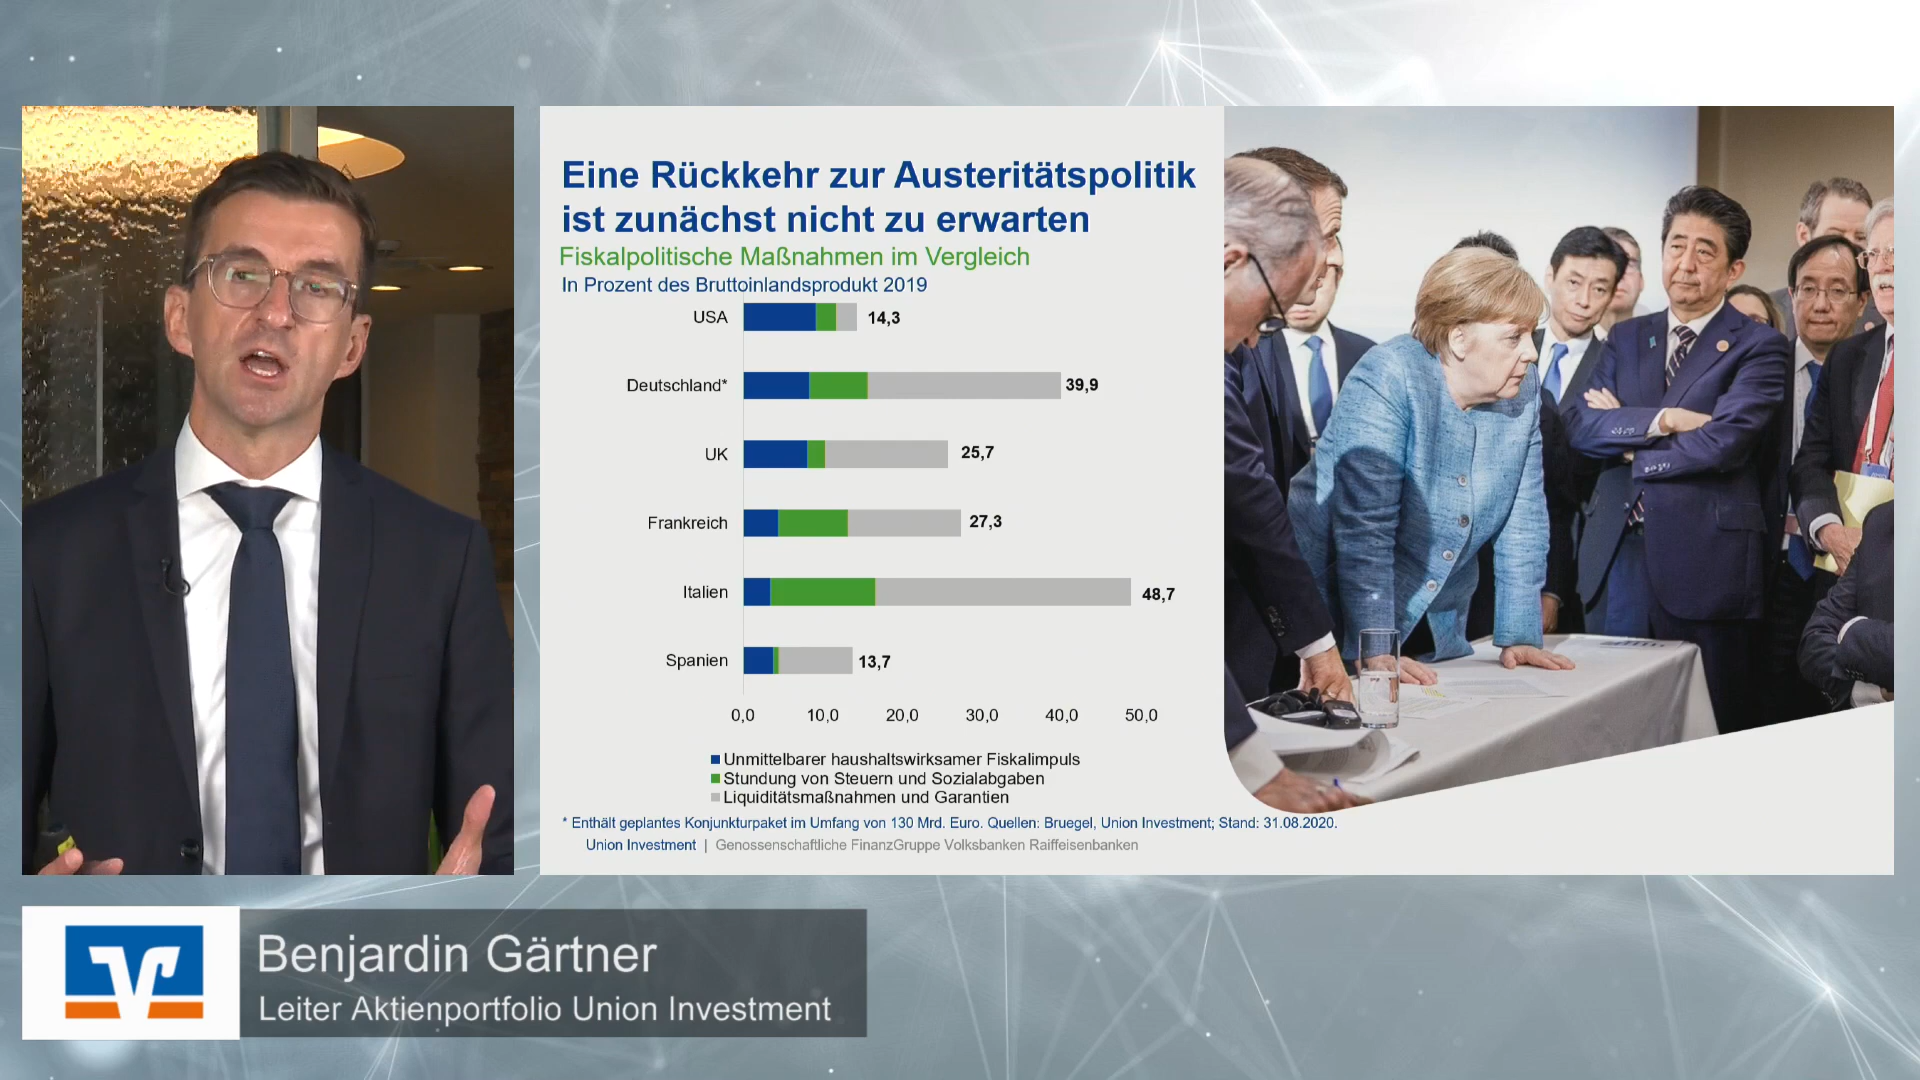 Eine Rückkehr zur Austeritätspolitik
ist zunächst nicht zu erwarten
Fiskalpolitische Maßnahmen im Vergleich
In Prozent des Bruttoinlandsprodukt 2019
USA 14,3
Deutschland* 39,9
UK 25,7
Frankreich 27,3
Italien 48,7
Spanien 13,7
0,0 10,0 20,0 30,0 40,0 50,0
Unmittelbarer haushaltswirksamer Fiskalimpuls
Stundung von Steuern und Sozialabgaben
Liquiditätsmaßnahmen und Garantien
* Enthält geplantes Konjunkturpaket im Umfang von 130 Mrd. Euro. Quellen: Bruegel, Union Investment; Stand: 31.08.2020.
Union Investment | Genossenschaftliche FinanzGruppe Volksbanken Raiffeisenbanken
Benjardin Gärtner
Leiter Aktienportfolio Union Investment